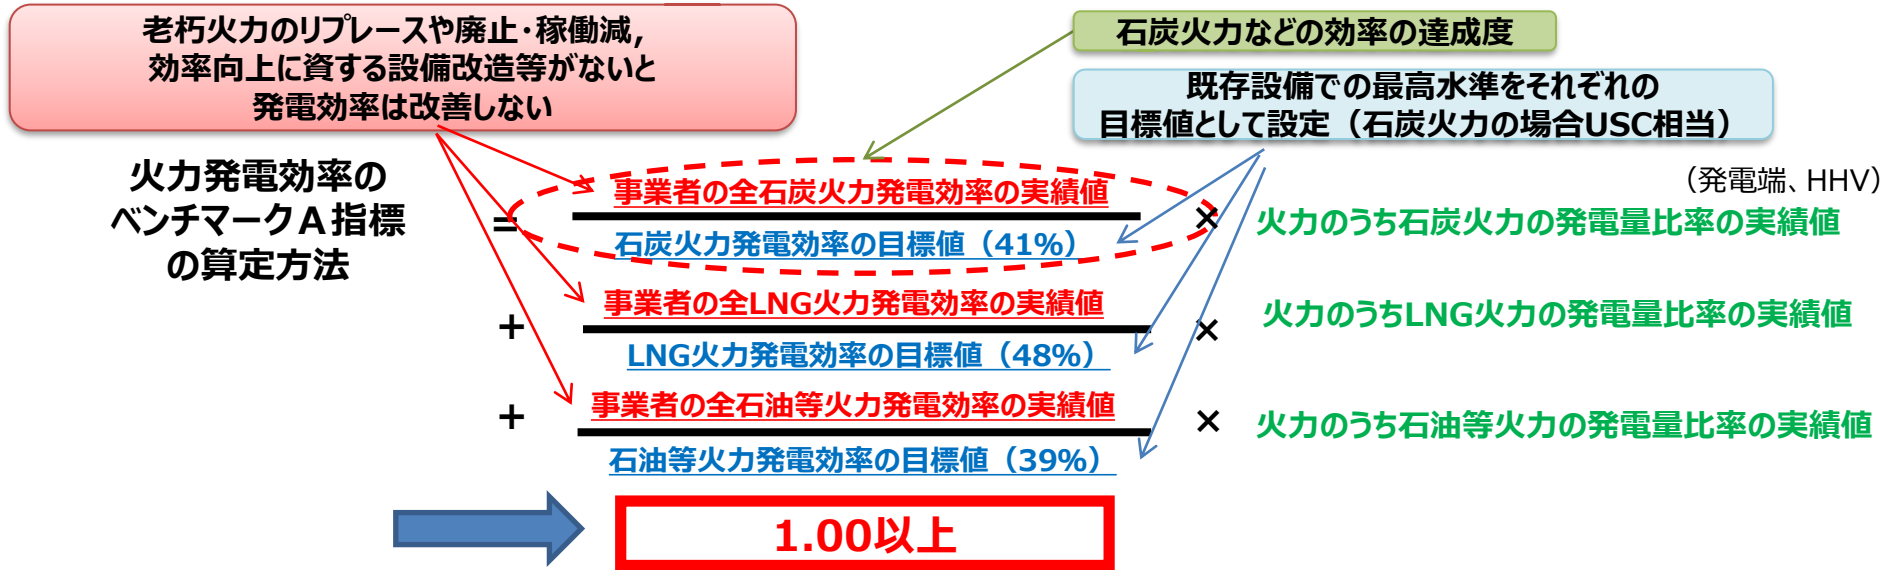 老朽火力のリプレースや廃止・稼働減，
効率向上に資する設備改造等がないと
発電効率は改善しない
石炭火力などの効率の達成度
既存設備での最高水準をそれぞれの
目標値として設定（石炭火力の場合USC相当）
（発電端、HHV）
火力発電効率の
ベンチマークＡ指標
の算定方法
=
事業者の全石炭火力発電効率の実績値
石炭火力発電効率の目標値（41%）
×
火力のうち石炭火力の発電量比率の実績値
+
事業者の全LNG火力発電効率の実績値
LNG火力発電効率の目標値（48%）
×
火力のうちLNG火力の発電量比率の実績値
+
事業者の全石油等火力発電効率の実績値
石油等火力発電効率の目標値（39%）
×
火力のうち石油等火力の発電量比率の実績値
1.00以上